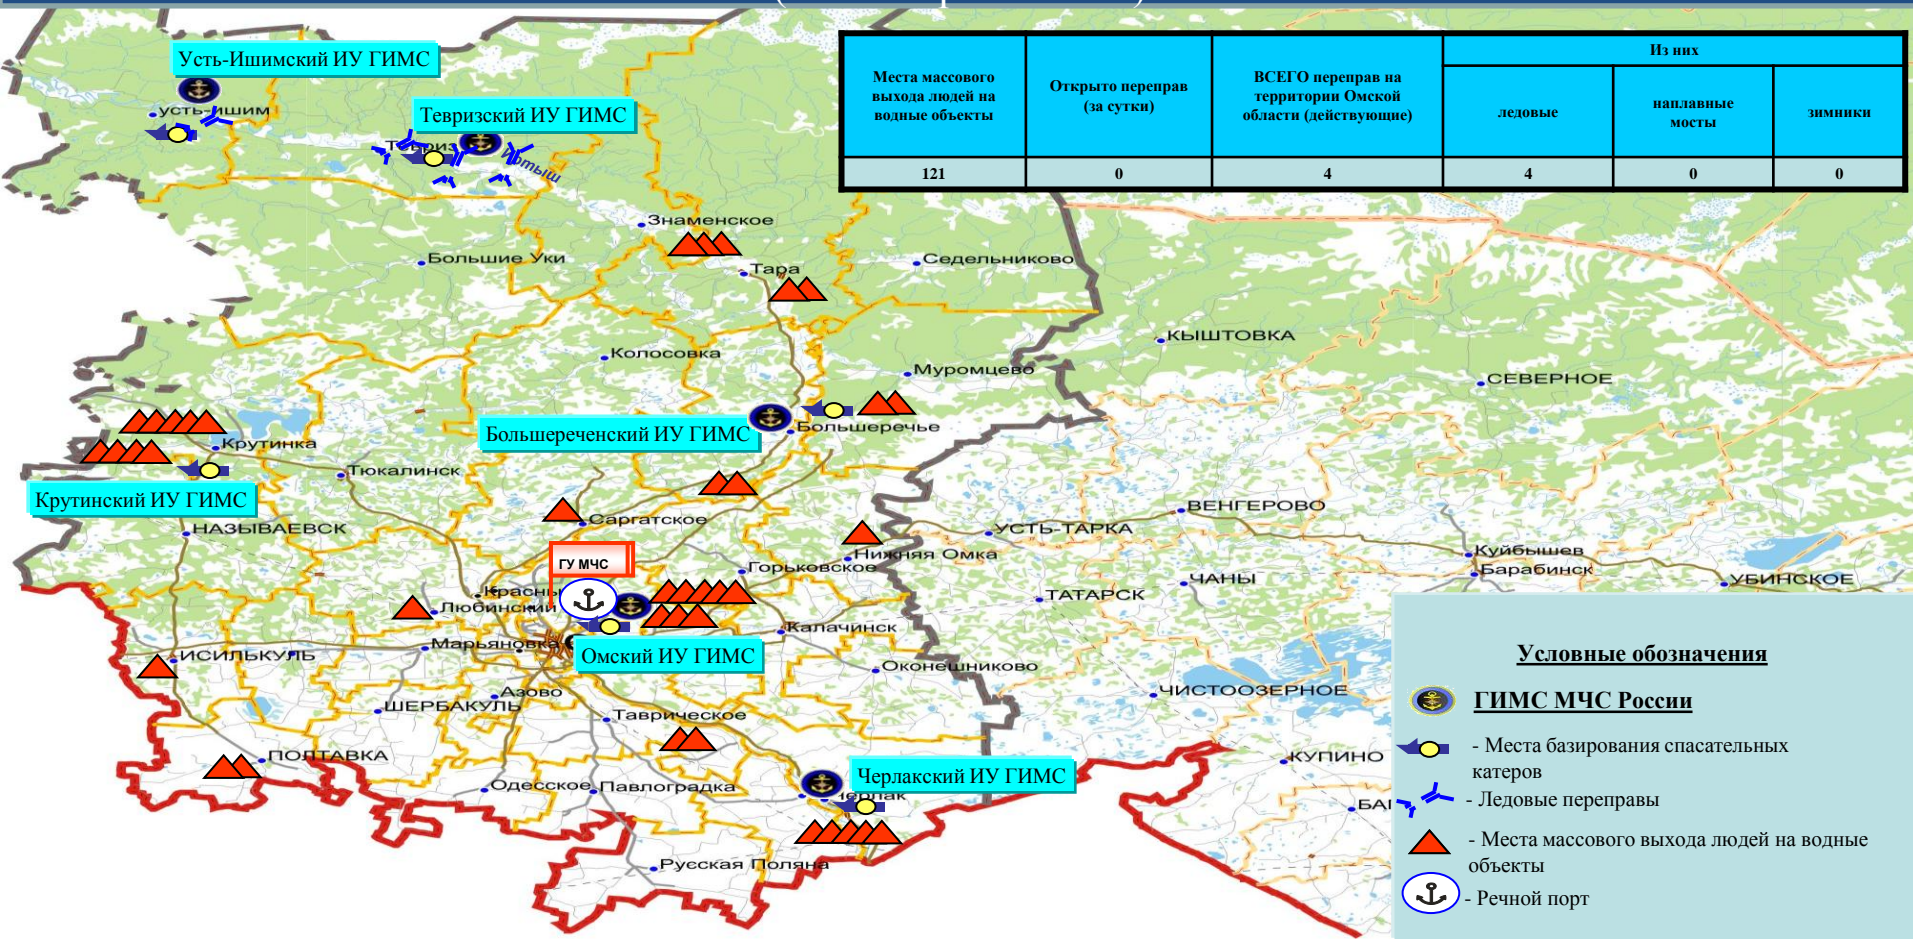 Усть-Ишимский ИУ ГИМС
усть-ишим
Тевризский ИУ ГИМС
Иртыш
Места массового
выхода людей на
водные объекты
Открыто переправ
(за сутки)
ВСЕГО переправ на
территории Омской
области (действующие)
Из них
ледовые
наплавные
мосты
зимники
121
0
4
4
0
0
Знаменское
Большие Уки
Тара
Седельниково
КЫШТОВКА
Колосовка
Муромцево
СЕВЕРНОЕ
Большереченский ИУ ГИМС
Большеречье
Крутинка
Тюкалинск
Крутинский ИУ ГИМС
НАЗЫВАЕВСК
Саргатское
ВЕНГЕРОВО
УСТЬ-ТАРКА
Нижняя Омка
Куйбышев
Барабинск
ГУ МЧС
Горьковское
ЧАНЫ
УБИНСКОЕ
Любинский
ТАТАРСК
Калачинск
Марьяновка
ИСИЛЬКУЛЬ
Омский ИУ ГИМС
Оконешниково
Азово
ЧИСТООЗЕРНОЕ
ШЕРБАКУЛЬ
Таврическое
ПОЛТАВКА
КУПИНО
Черлакский ИУ ГИМС
Одесское
Павлоградка
Русская Поляна
Условные обозначения
ГИМС МЧС России
- Места базирования спасательных
катеров
- Ледовые переправы
- Места массового выхода людей на водные
объекты
- Речной порт